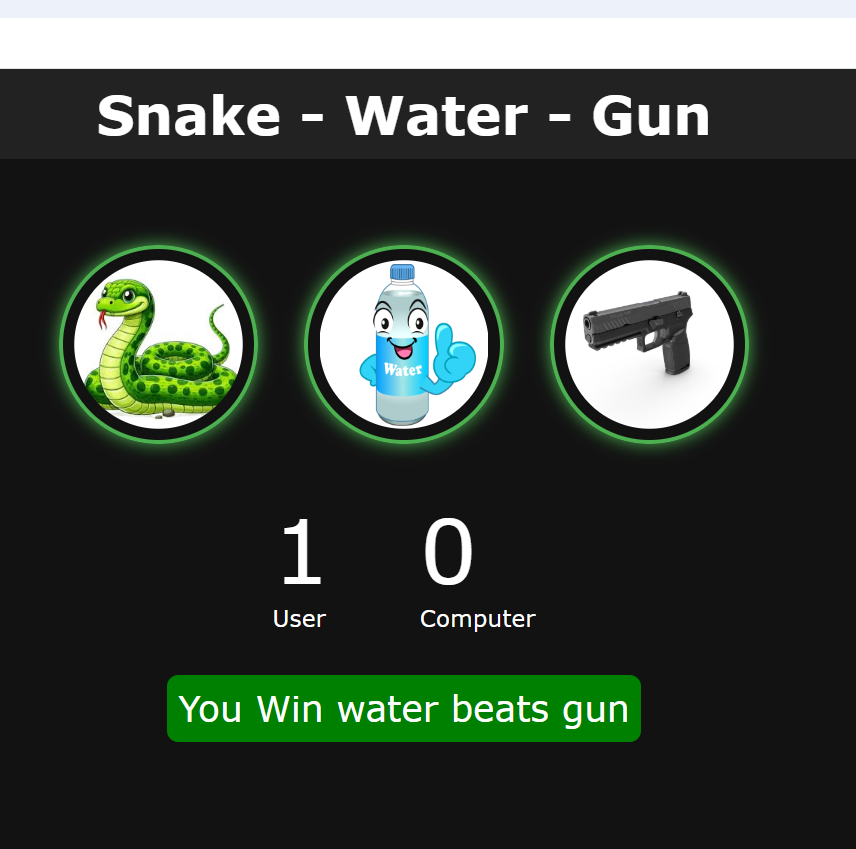 Snake - Water - Gun
Water
1 0
User Computer
You Win water beats gun